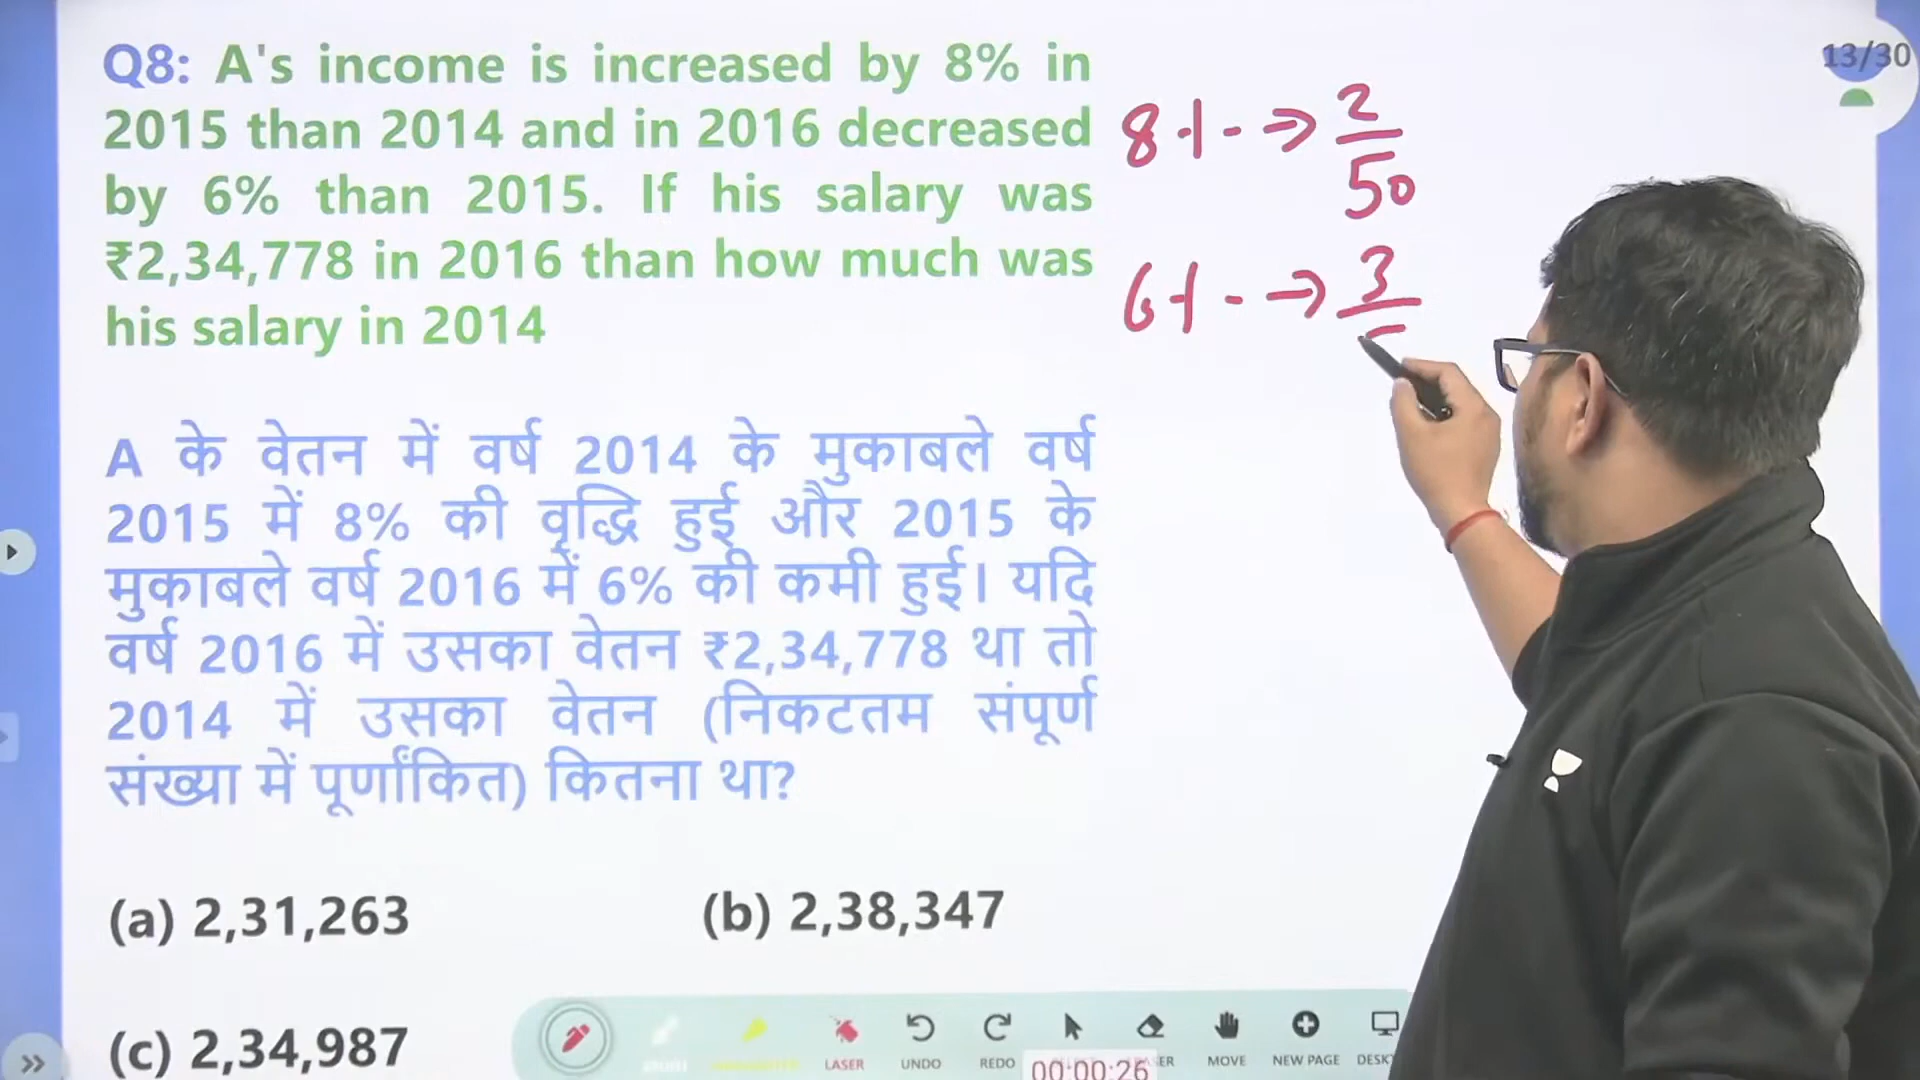 Q8: A's income is increased by 8% in
2015 than 2014 and in 2016 decreased
by 6% than 2015. If his salary was
₹2,34,778 in 2016 than how much was
his salary in 2014
8% → 2/50
6% → 3/
A के वेतन में वर्ष 2014 के मुकाबले वर्ष
2015 में 8% की वृद्धि हुई और 2015 के
मुकाबले वर्ष 2016 में 6% की कमी हुई। यदि
वर्ष 2016 में उसका वेतन ₹2,34,778 था तो
2014 में उसका वेतन (निकटतम संपूर्ण
संख्या में पूर्णांकित) कितना था?
(a) 2,31,263
(b) 2,38,347
(c) 2,34,987
13/30
LASER UNDO REDO MOVE NEW PAGE
00:00:26